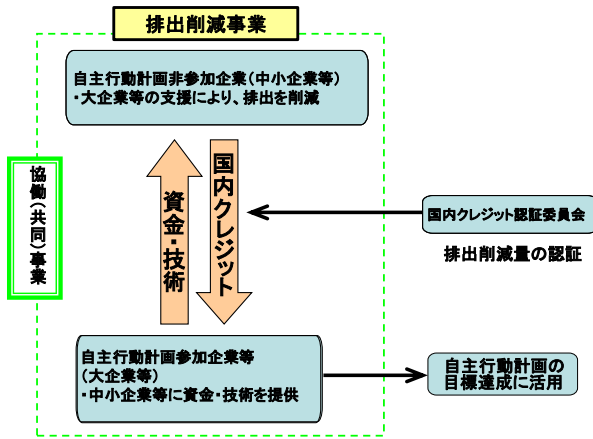 排出削減事業
自主行動計画非参加企業(中小企業等)
・大企業等の支援により、排出を削減
協働(共同)事業
資金・技術
国内クレジット
国内クレジット認証委員会
排出削減量の認証
自主行動計画参加企業等
(大企業等)
・中小企業等に資金・技術を提供
自主行動計画の
目標達成に活用